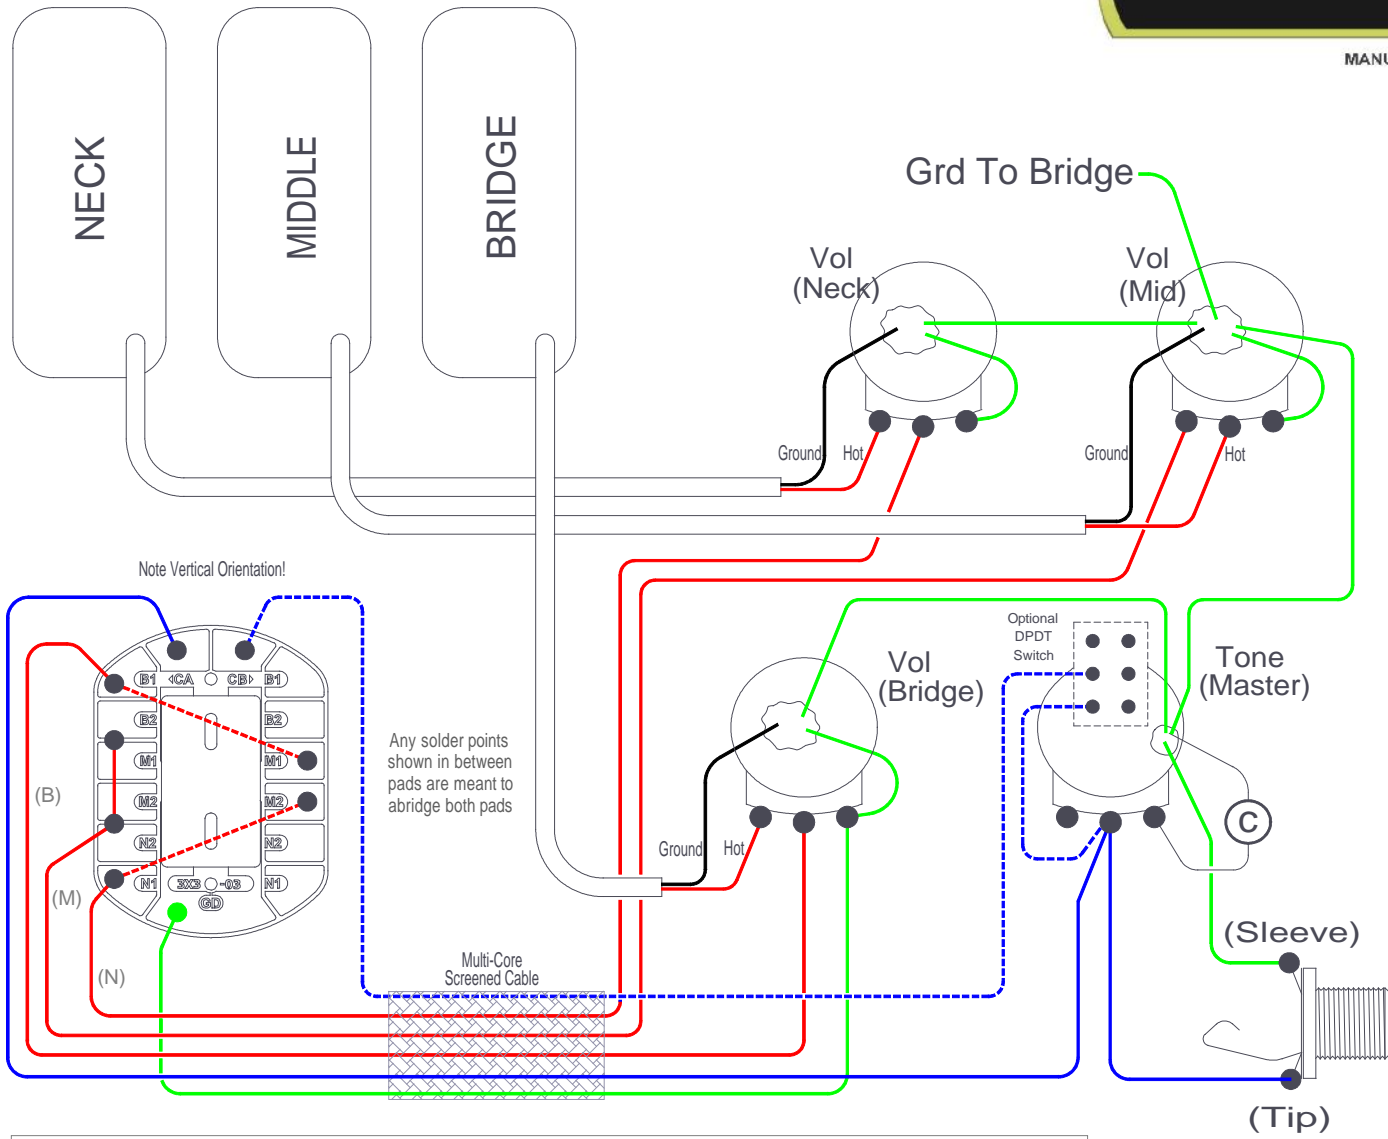 MANU
NECK
MIDDLE
BRIDGE
Grd To Bridge
Vol
(Neck)
Vol
(Mid)
Ground
Hot
Ground
Hot
Note Vertical Orientation!
Optional
DPDT
Switch
Vol
(Bridge)
Tone
(Master)
B1 CA CB B1
B2 B2
M1 M1
M2 M2
N2 N2
N1 3X3 -03 N1
GD
Any solder points
shown in between
pads are meant to
abridge both pads
(B)
(M)
(N)
Ground
Hot
C
Multi-Core
Screened Cable
(Sleeve)
(Tip)